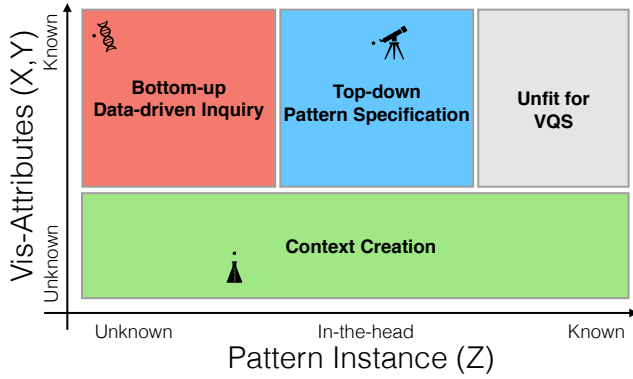 Vis-Attributes (X,Y)
Known
Unknown
Bottom-up
Data-driven Inquiry
Top-down
Pattern Specification
Unfit for
VQS
Context Creation
Unknown
In-the-head
Known
Pattern Instance (Z)